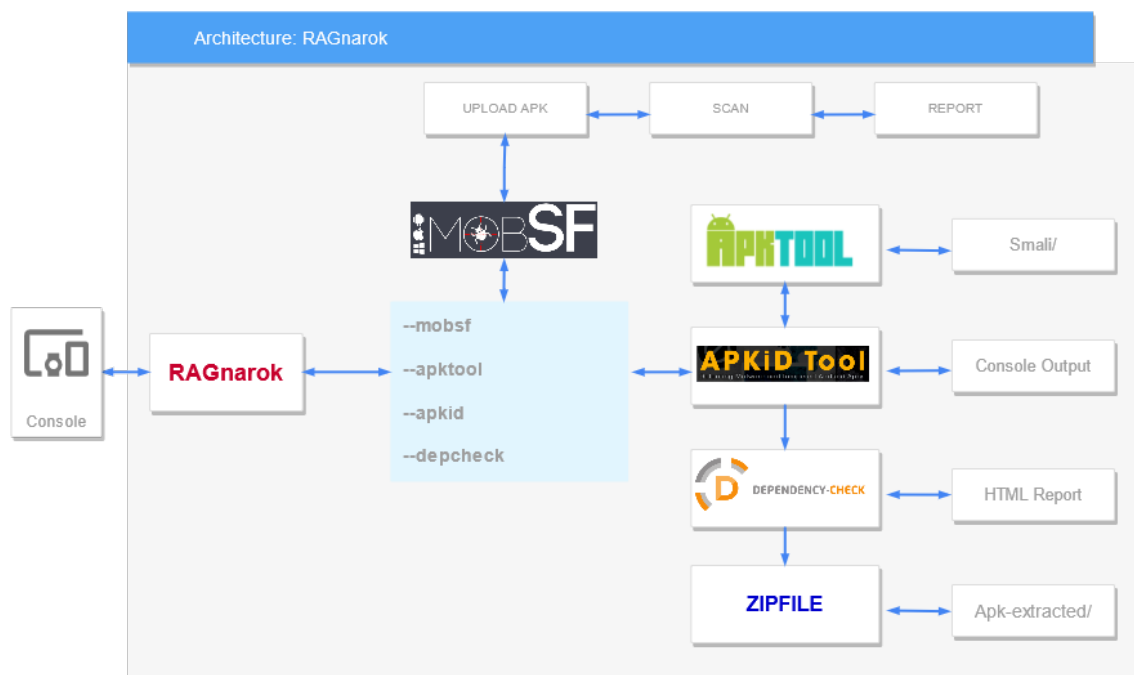 Architecture: RAGnarok
UPLOAD APK
SCAN
REPORT
MOBSF
APKTOOL
Smali/
--mobsf
--apktool
--apkid
--depcheck
Console
RAGnarok
APKiD Tool
Console Output
D
DEPENDENCY-CHECK
HTML Report
ZIPFILE
Apk-extracted/